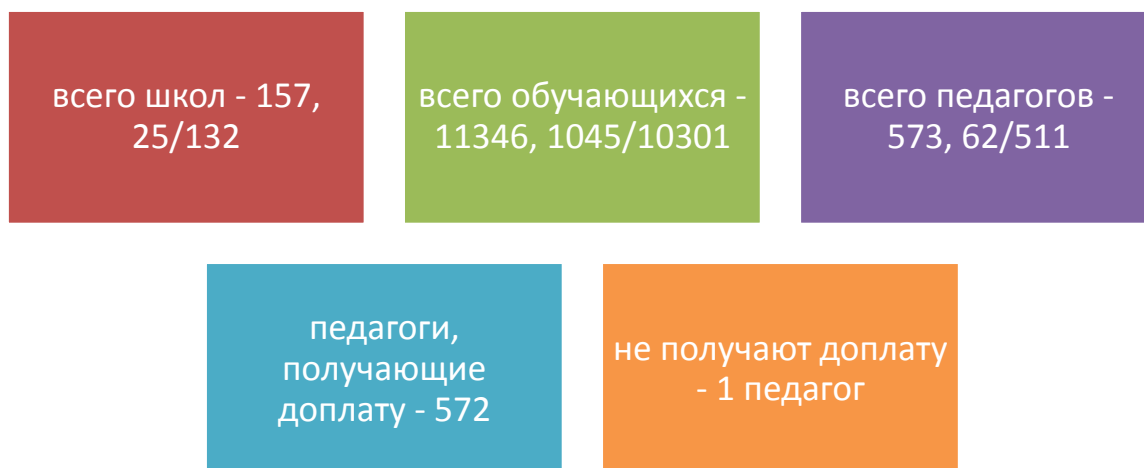 всего школ - 157,
25/132
всего обучающихся -
11346, 1045/10301
всего педагогов -
573, 62/511
педагоги,
получающие
доплату - 572
не получают доплату
- 1 педагог